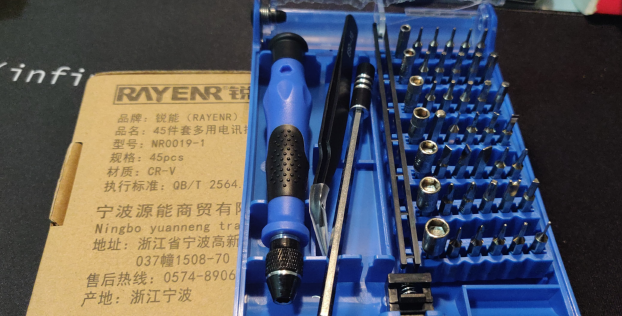 RAYENR 锐
品牌：锐能（RAYENR）
品名：45件套多用电讯
型号：NR0019-1
规格：45pcs
材质：CR-V
执行标准：QB/T 2564.
宁波源能商贸有
Ningbo yuanneng tra
地址：浙江省宁波高新
037幢1508-70
售后热线：0574-8906
产地：浙江宁波